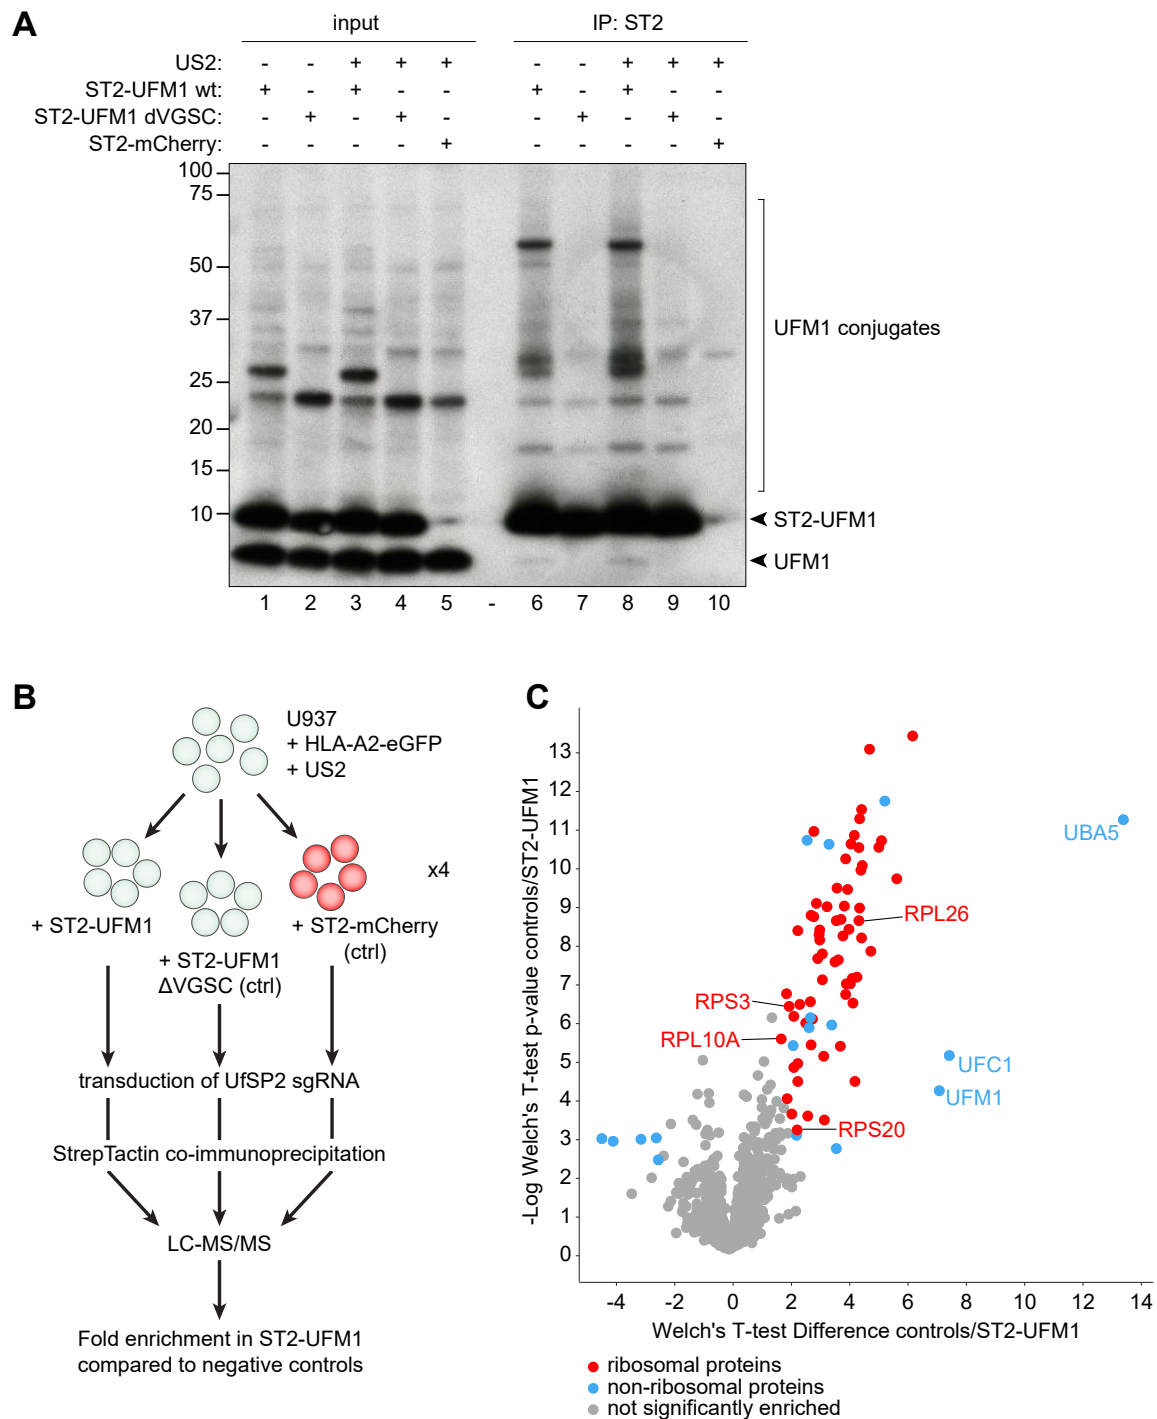 A
input IP: ST2
US2: - - + + + - - + + +
ST2-UFM1 wt: + - + - - + - + - -
ST2-UFM1 dVGSC: - + - + - - + - + -
ST2-mCherry: - - - - + - - - - +
100
75
50
37
25
20
15
10
UFM1 conjugates
ST2-UFM1
UFM1
1 2 3 4 5 - 6 7 8 9 10
B
U937
+ HLA-A2-eGFP
+ US2
x4
+ ST2-UFM1
+ ST2-UFM1
ΔVGSC (ctrl)
+ ST2-mCherry
(ctrl)
transduction of UfSP2 sgRNA
StrepTactin co-immunoprecipitation
LC-MS/MS
Fold enrichment in ST2-UFM1
compared to negative controls
C
-Log Welch's T-test p-value controls/ST2-UFM1
13
12
11
10
9
8
7
6
5
4
3
2
1
0
UBA5
RPL26
RPS3
RPL10A
UFC1
UFM1
RPS20
-4 -2 0 2 4 6 8 10 12 14
Welch's T-test Difference controls/ST2-UFM1
ribosomal proteins
non-ribosomal proteins
not significantly enriched